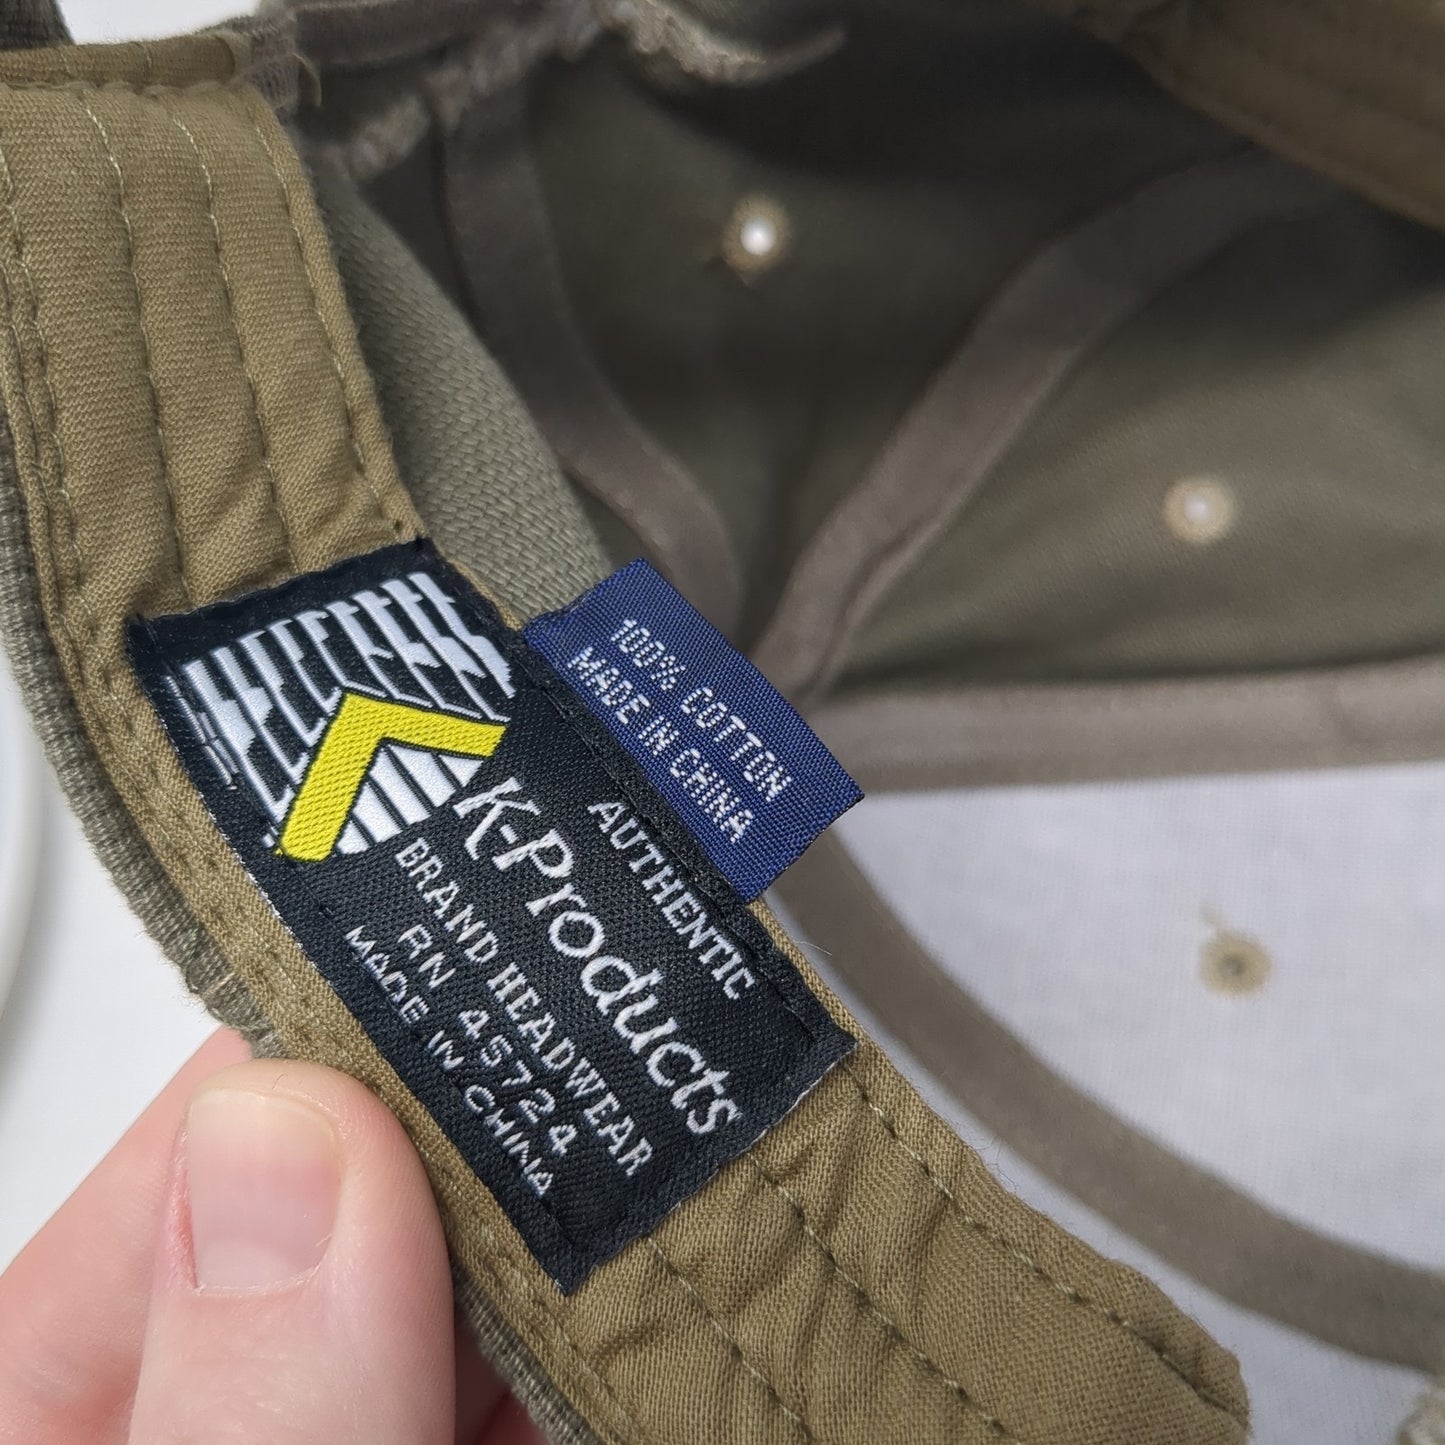 AUTHENTIC
K-Products
BRAND HEADWEAR
RN 45724
MADE IN CHINA
100% COTTON
MADE IN CHINA